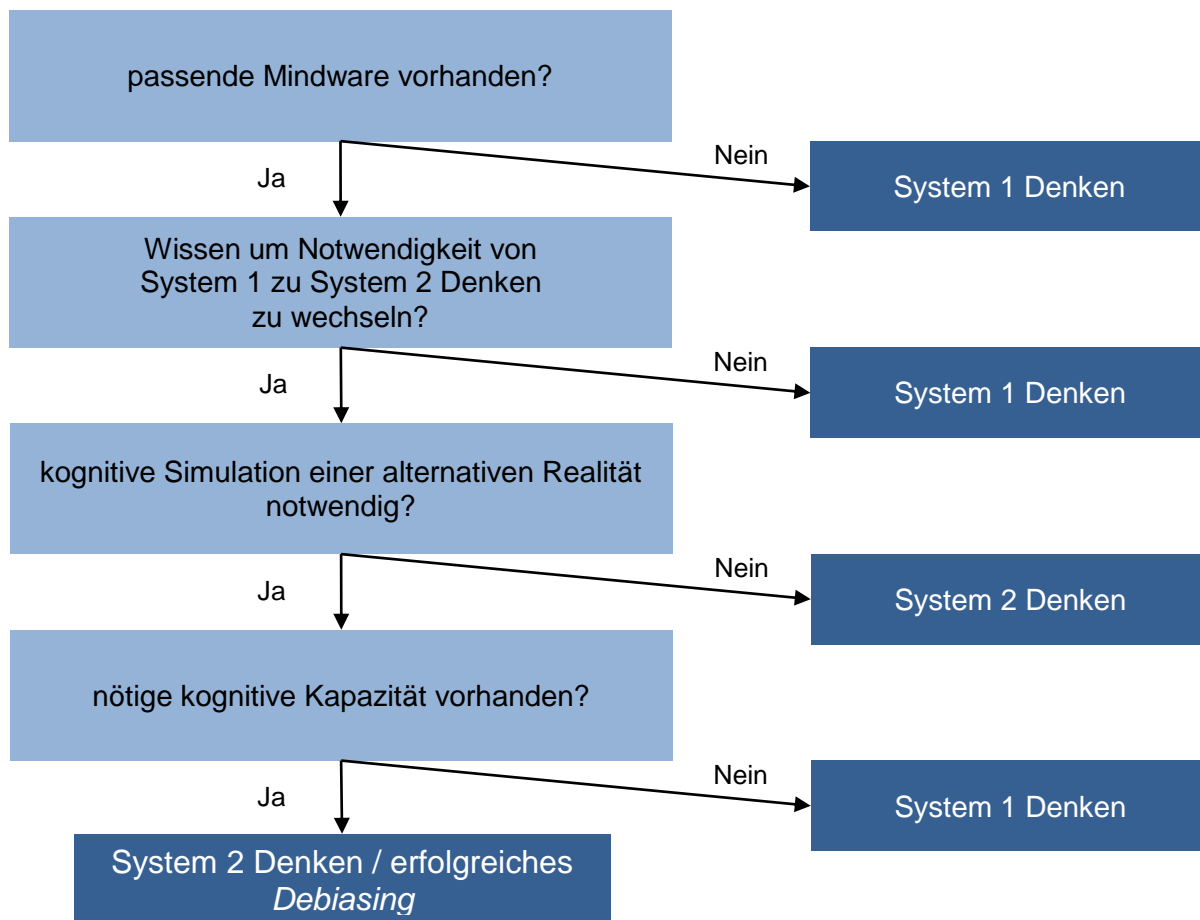 passende Mindware vorhanden?
Nein
Ja
System 1 Denken
Wissen um Notwendigkeit von
System 1 zu System 2 Denken
zu wechseln?
Nein
Ja
System 1 Denken
kognitive Simulation einer alternativen Realität
notwendig?
Nein
Ja
System 2 Denken
nötige kognitive Kapazität vorhanden?
Nein
Ja
System 1 Denken
System 2 Denken / erfolgreiches
Debiasing